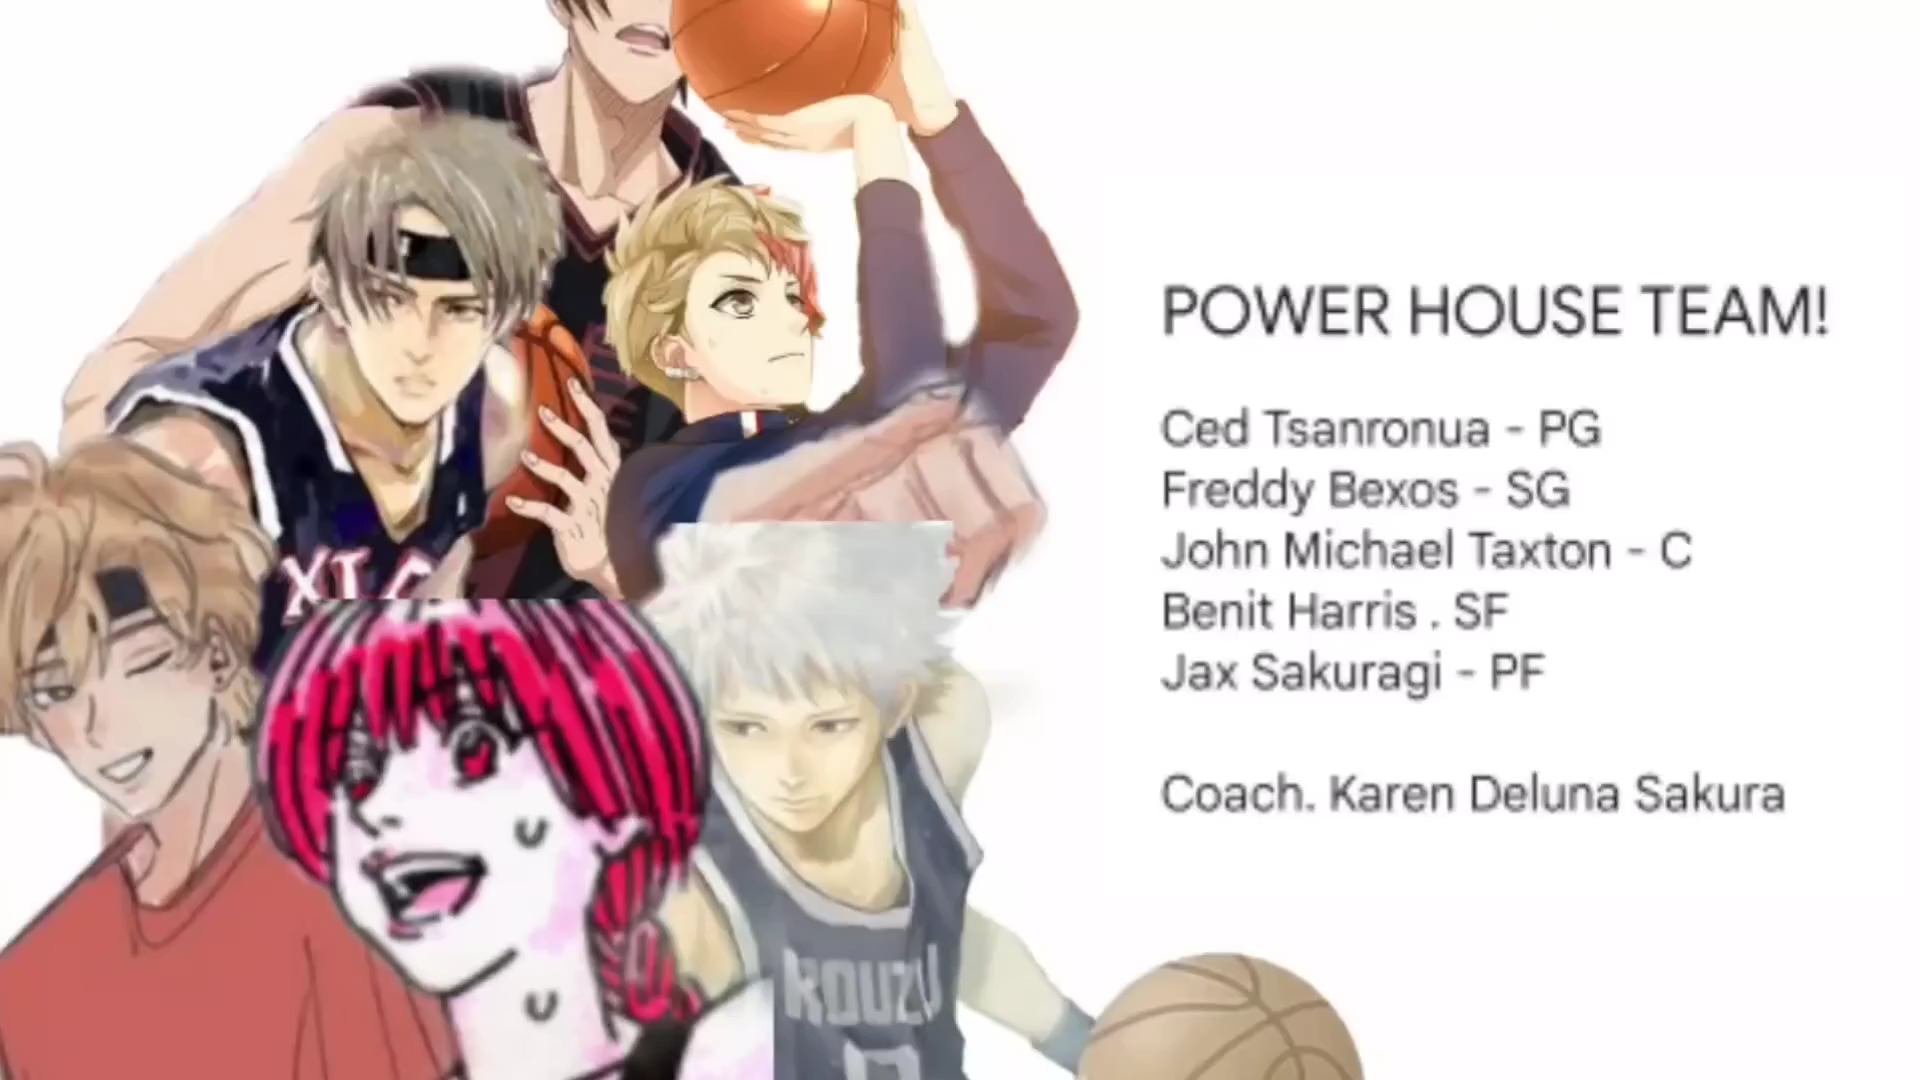 POWER HOUSE TEAM!
Ced Tsanronua - PG
Freddy Bexos - SG
John Michael Taxton - C
Benit Harris . SF
Jax Sakuragi - PF
Coach. Karen Deluna Sakura
KOUZU